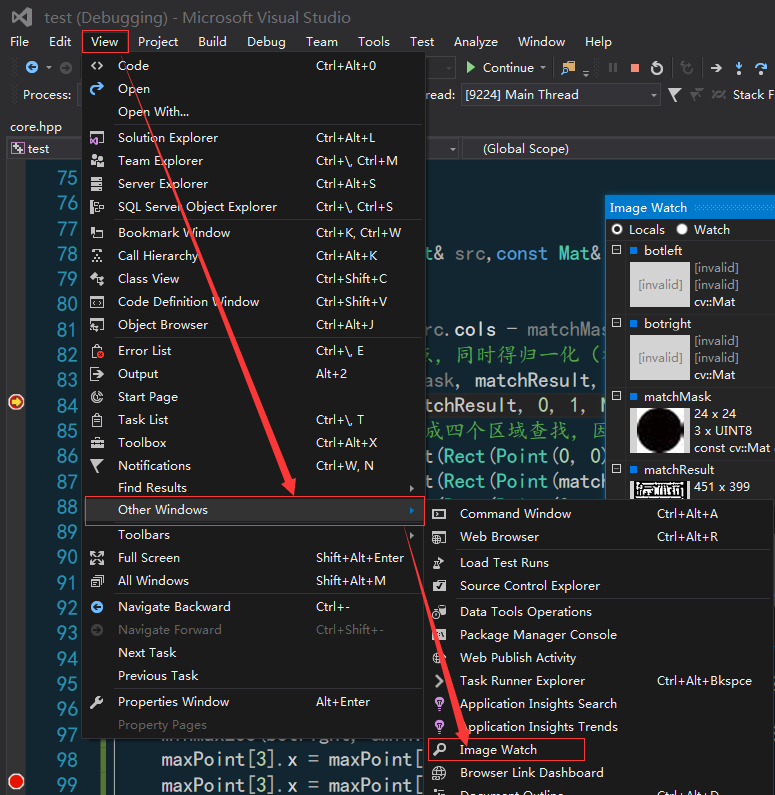 test (Debugging) - Microsoft Visual Studio
File Edit View Project Build Debug Team Tools Test Analyze Window Help
Continue
Process: read: [9224] Main Thread Stack F
core.hpp
test (Global Scope)
Code Ctrl+Alt+0
Open
Open With...
Solution Explorer Ctrl+Alt+L
Team Explorer Ctrl+\, Ctrl+M
Server Explorer Ctrl+Alt+S
SQL Server Object Explorer Ctrl+\, Ctrl+S
Bookmark Window Ctrl+K, Ctrl+W
Call Hierarchy Ctrl+Alt+K
Class View Ctrl+Shift+C
Code Definition Window Ctrl+Shift+V
Object Browser Ctrl+Alt+J
Error List Ctrl+\, E
Output Alt+2
Start Page
Task List Ctrl+\, T
Toolbox Ctrl+Alt+X
Notifications Ctrl+W, N
Find Results
Other Windows
Toolbars
Full Screen Shift+Alt+Enter
All Windows Shift+Alt+M
Navigate Backward Ctrl+-
Navigate Forward Ctrl+Shift+-
Next Task
Previous Task
Properties Window Alt+Enter
Property Pages
75
76
77
78 t& src,const Mat&
79
80
81 rc.cols - matchMas
82 ，同时得归一化（
83 ask, matchResult,
84 tchResult, 0, 1, N
85 成四个区域查找，因
86 t(Rect(Point(0, 0)
87 t(Rect(Point(match
88
89
90
91
92
93
94
95
96
97
98 maxPoint[3].x = maxPoint[
99 maxPoint[3].x = maxPoint[
Image Watch
Locals Watch
botleft
[invalid]
[invalid]
[invalid]
cv::Mat
botright
[invalid]
[invalid]
[invalid]
cv::Mat
matchMask
24 x 24
3 x UINT8
const cv::Mat
matchResult
451 x 399
Command Window Ctrl+Alt+A
Web Browser Ctrl+Alt+R
Load Test Runs
Source Control Explorer
Data Tools Operations
Package Manager Console
Web Publish Activity
Task Runner Explorer Ctrl+Alt+Bkspce
Application Insights Search
Application Insights Trends
Image Watch
Browser Link Dashboard
Document Outline Ctrl+Alt+D